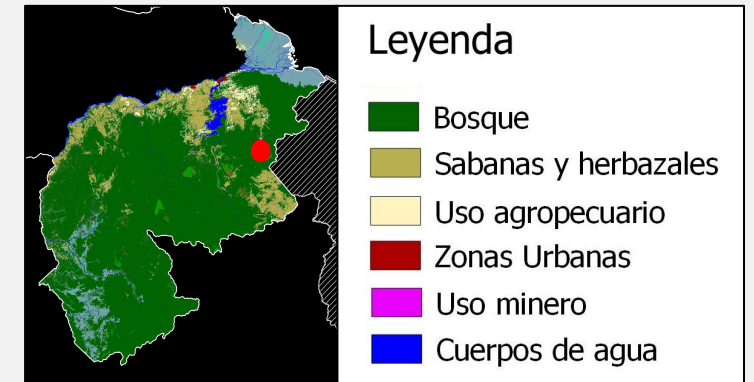 Leyenda
Bosque
Sabanas y herbazales
Uso agropecuario
Zonas Urbanas
Uso minero
Cuerpos de agua